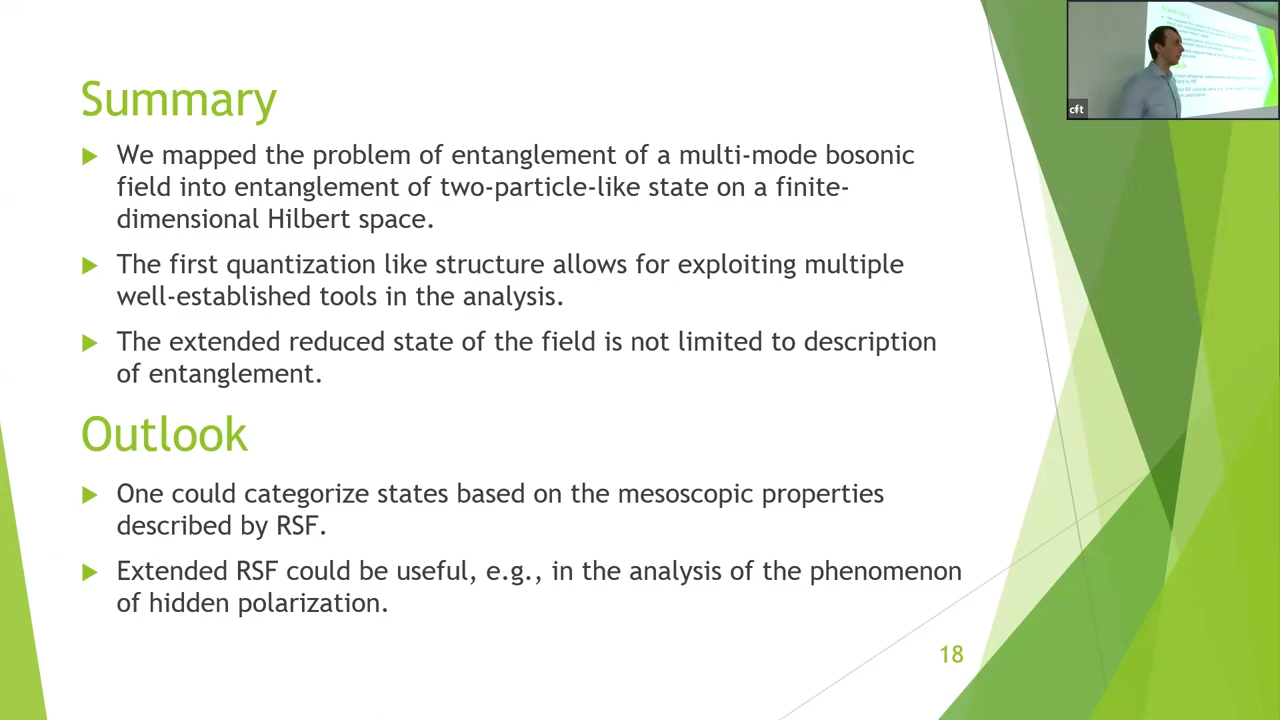 Summary
We mapped the problem of entanglement of a multi-mode bosonic
field into entanglement of two-particle-like state on a finite-
dimensional Hilbert space.
The first quantization like structure allows for exploiting multiple
well-established tools in the analysis.
The extended reduced state of the field is not limited to description
of entanglement.
Outlook
One could categorize states based on the mesoscopic properties
described by RSF.
Extended RSF could be useful, e.g., in the analysis of the phenomenon
of hidden polarization.
18
cft